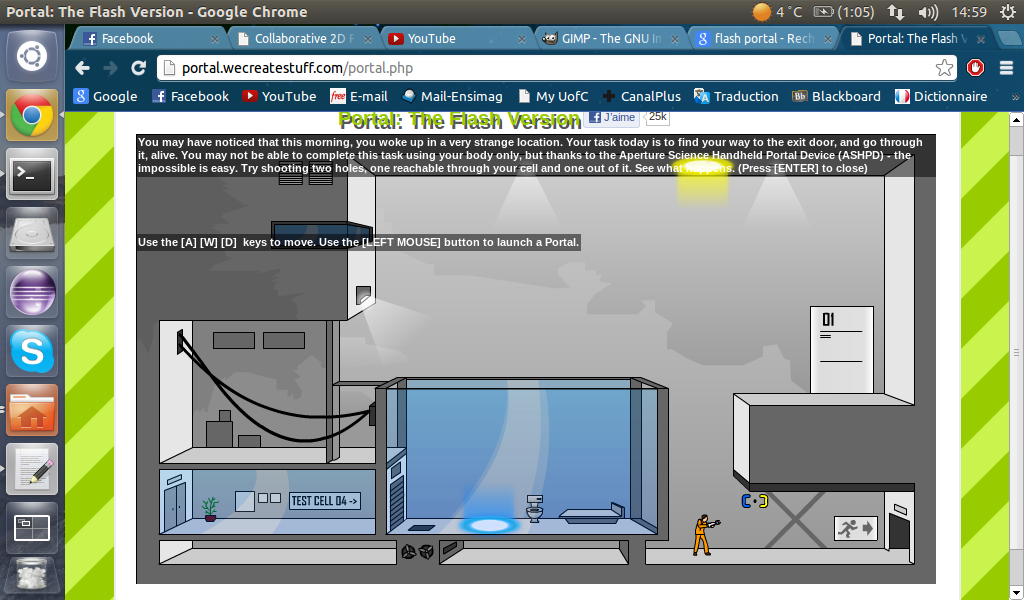 Portal: The Flash Version - Google Chrome
4 °C (1:05) 14:59
Facebook
Collaborative 2D F
YouTube
GIMP - The GNU Im
flash portal - Rech
Portal: The Flash V
portal.wecreatestuff.com/portal.php
Google Facebook YouTube free E-mail Mail-Ensimag My UofC CanalPlus Traduction Bb Blackboard Dictionnaire »
Portal: The Flash Version J'aime 25k
You may have noticed that this morning, you woke up in a very strange location. Your task today is to find your way to the exit door, and go through
it, alive. You may not be able to complete this task using your body only, but thanks to the Aperture Science Handheld Portal Device (ASHPD) - the
impossible is easy. Try shooting two holes, one reachable through your cell and one out of it. See what happens. (Press [ENTER] to close)
Use the [A] [W] [D] keys to move. Use the [LEFT MOUSE] button to launch a Portal.
01
TEST CELL 04 ->